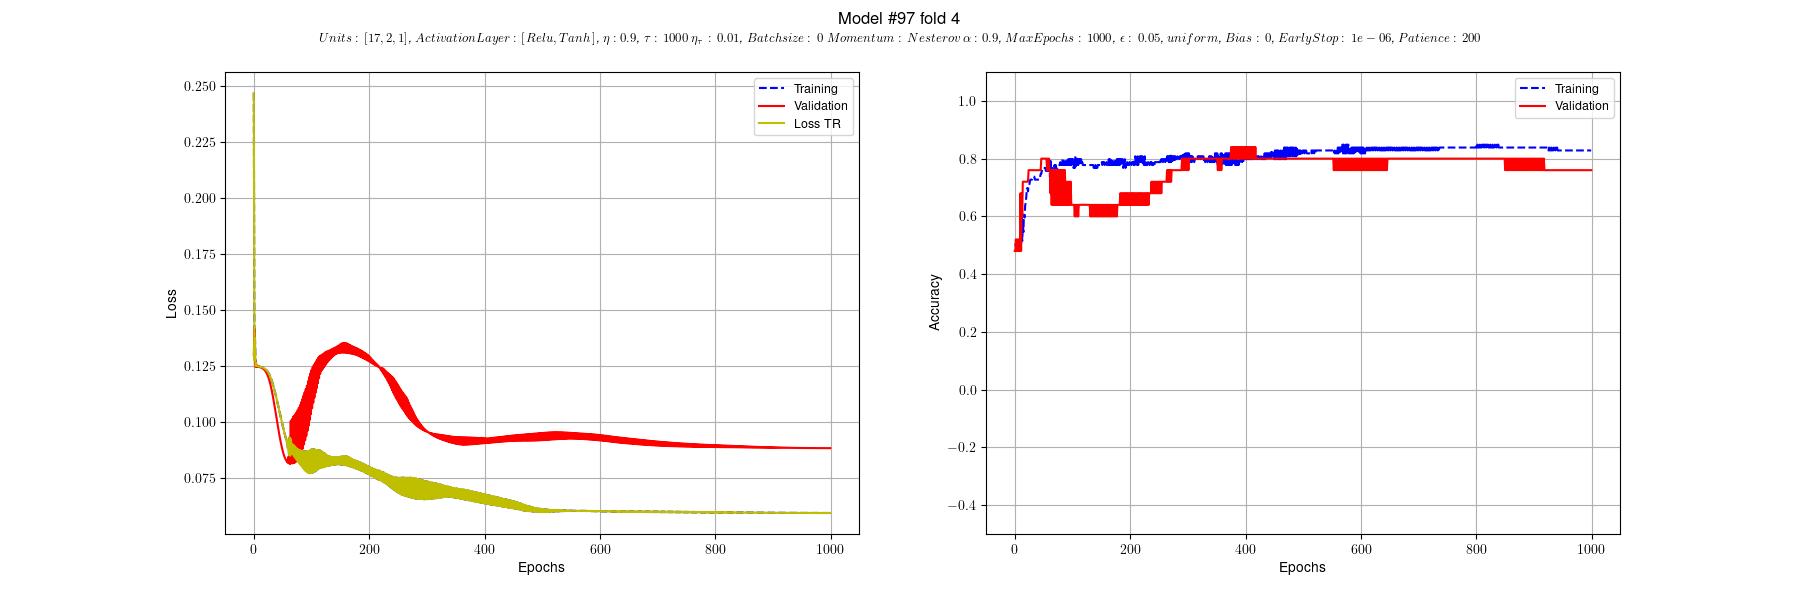 Model #97 fold 4
Units : [17, 2, 1], ActivationLayer : [Relu, Tanh], η : 0.9, τ : 1000 ητ : 0.01, Batchsize : 0 Momentum : Nesterov α : 0.9, MaxEpochs : 1000, ϵ : 0.05, uniform, Bias : 0, EarlyStop : 1e − 06, Patience : 200
0.250
0.225
0.200
0.175
0.150
0.125
0.100
0.075
Loss
0 200 400 600 800 1000
Epochs
Training
Validation
Loss TR
1.0
0.8
0.6
0.4
0.2
0.0
−0.2
−0.4
Accuracy
0 200 400 600 800 1000
Epochs
Training
Validation